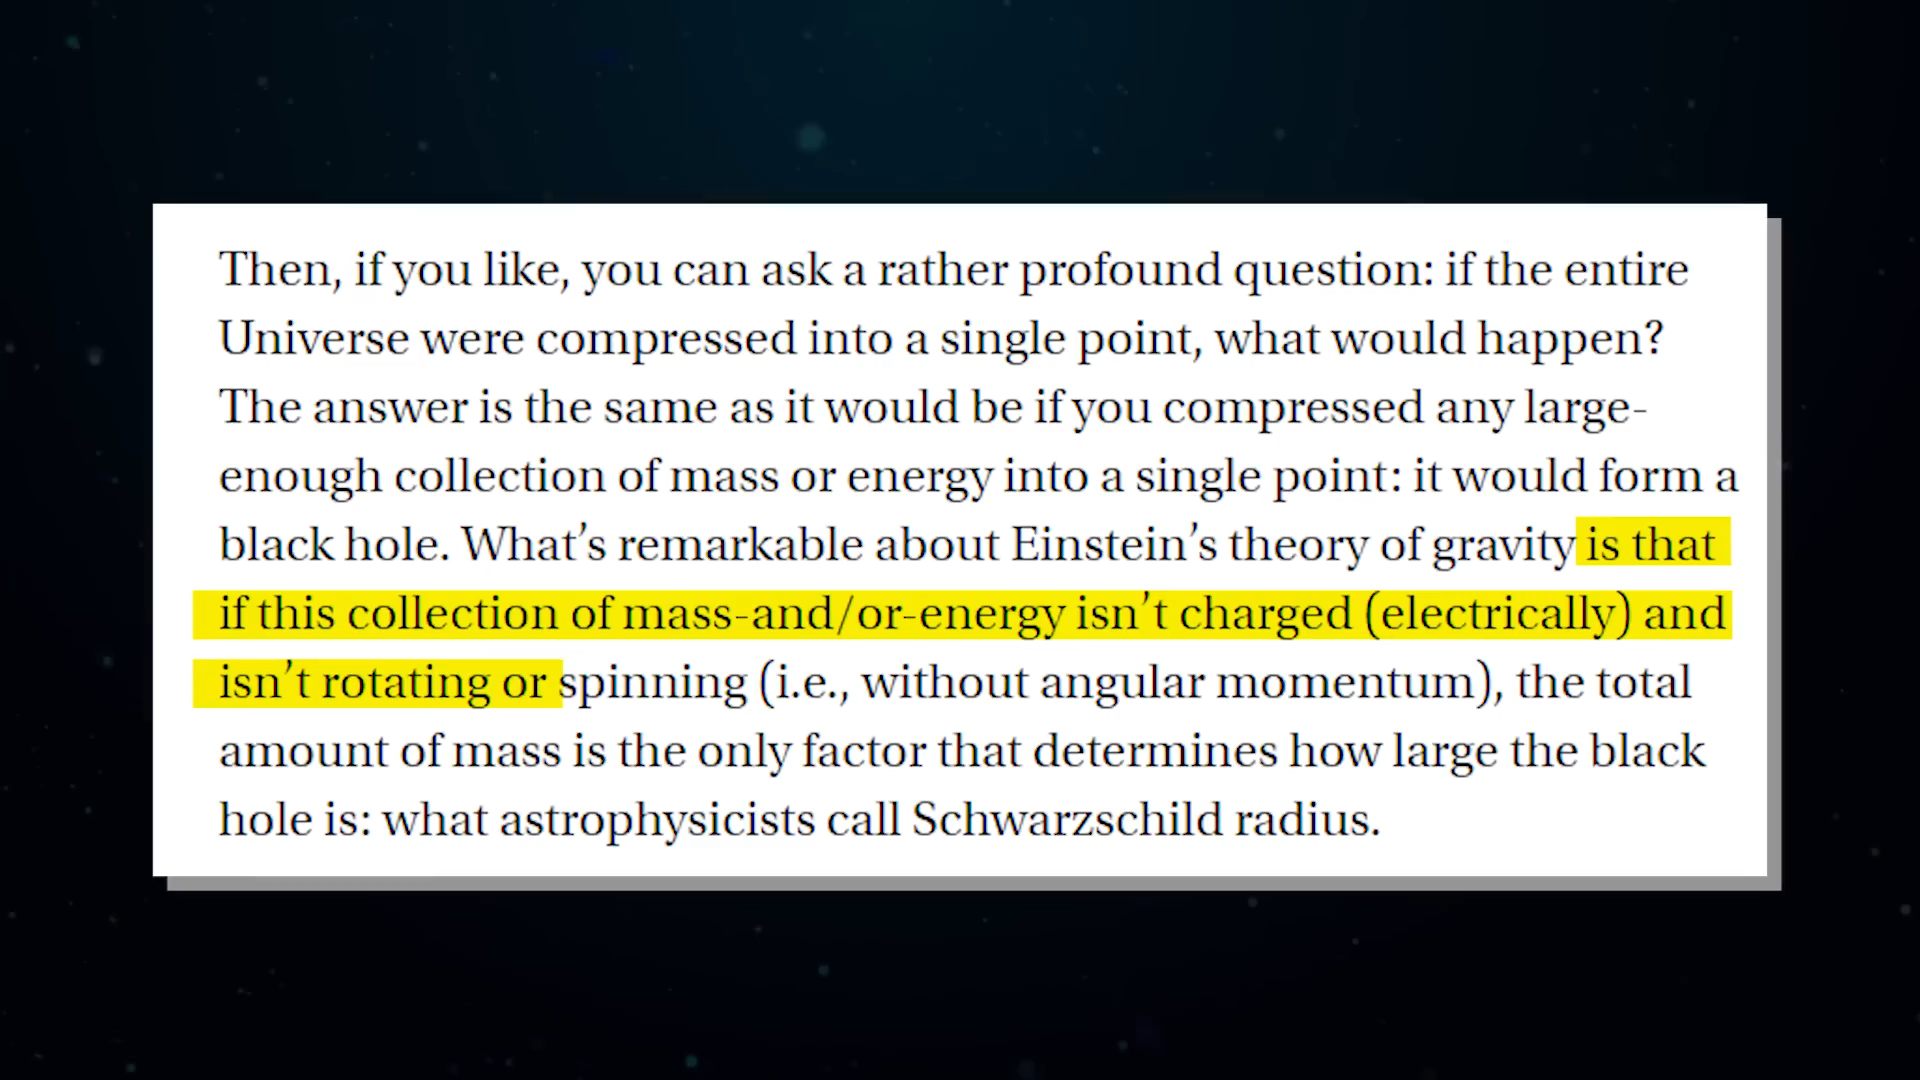 Then, if you like, you can ask a rather profound question: if the entire
Universe were compressed into a single point, what would happen?
The answer is the same as it would be if you compressed any large-
enough collection of mass or energy into a single point: it would form a
black hole. What’s remarkable about Einstein’s theory of gravity is that
if this collection of mass-and/or-energy isn’t charged (electrically) and
isn’t rotating or spinning (i.e., without angular momentum), the total
amount of mass is the only factor that determines how large the black
hole is: what astrophysicists call Schwarzschild radius.